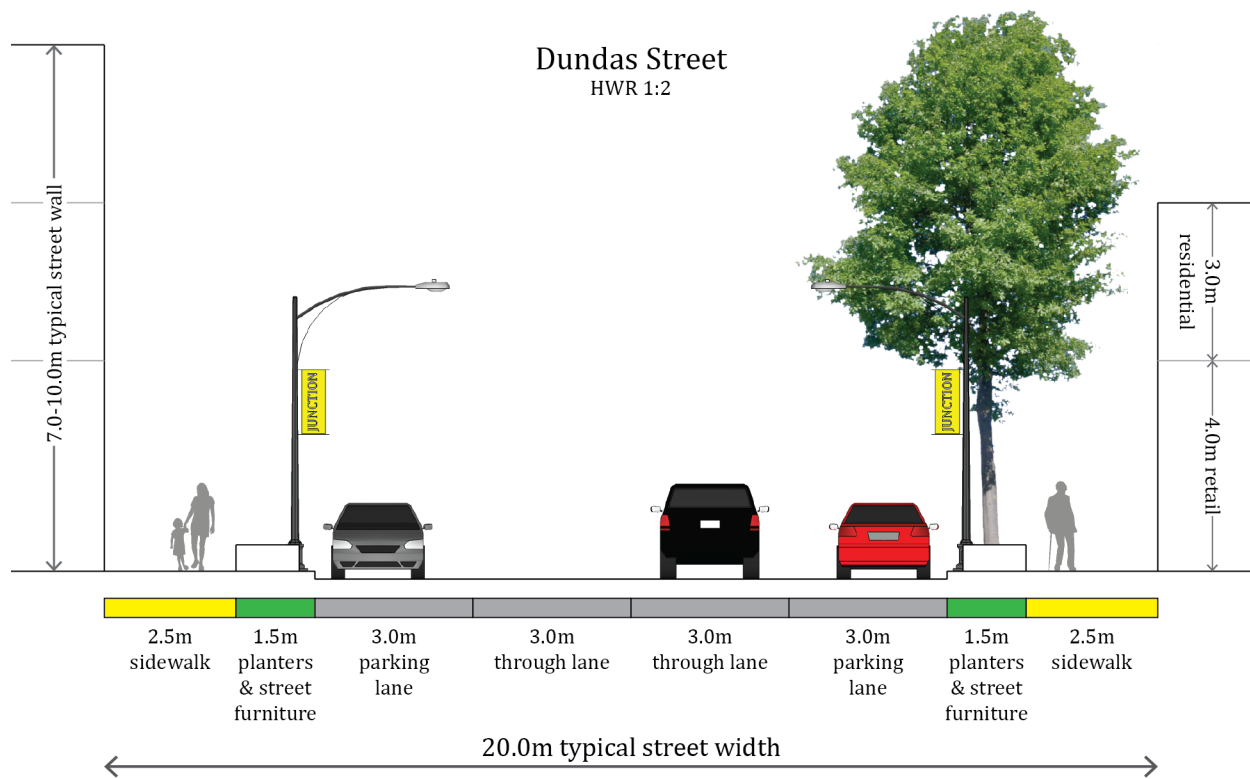 Dundas Street
HWR 1:2
7.0-10.0m typical street wall
JUNCTION
JUNCTION
3.0m
residential
4.0m retail
2.5m
sidewalk
1.5m
planters
& street
furniture
3.0m
parking
lane
3.0m
through lane
3.0m
through lane
3.0m
parking
lane
1.5m
planters
& street
furniture
2.5m
sidewalk
20.0m typical street width